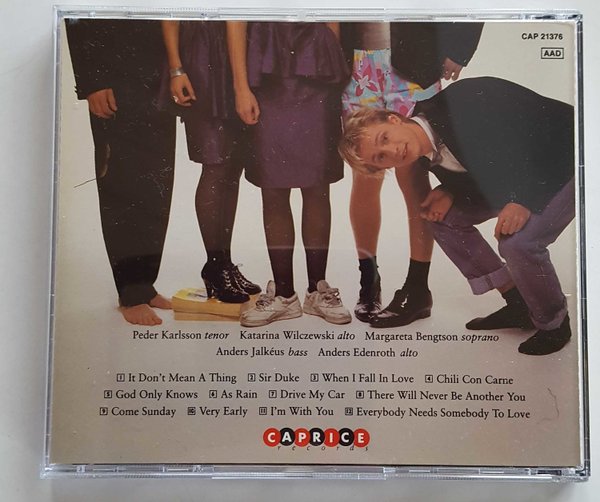 CAP 21376
AAD
Peder Karlsson tenor Katarina Wilczewski alto Margareta Bengtson soprano
Anders Jalkéus bass Anders Edenroth alto
1 It Don't Mean A Thing 2 Sir Duke 3 When I Fall In Love 4 Chili Con Carne
5 God Only Knows 6 As Rain 7 Drive My Car 8 There Will Never Be Another You
9 Come Sunday 10 Very Early 11 I'm With You 12 Everybody Needs Somebody To Love
CAPRICE
records